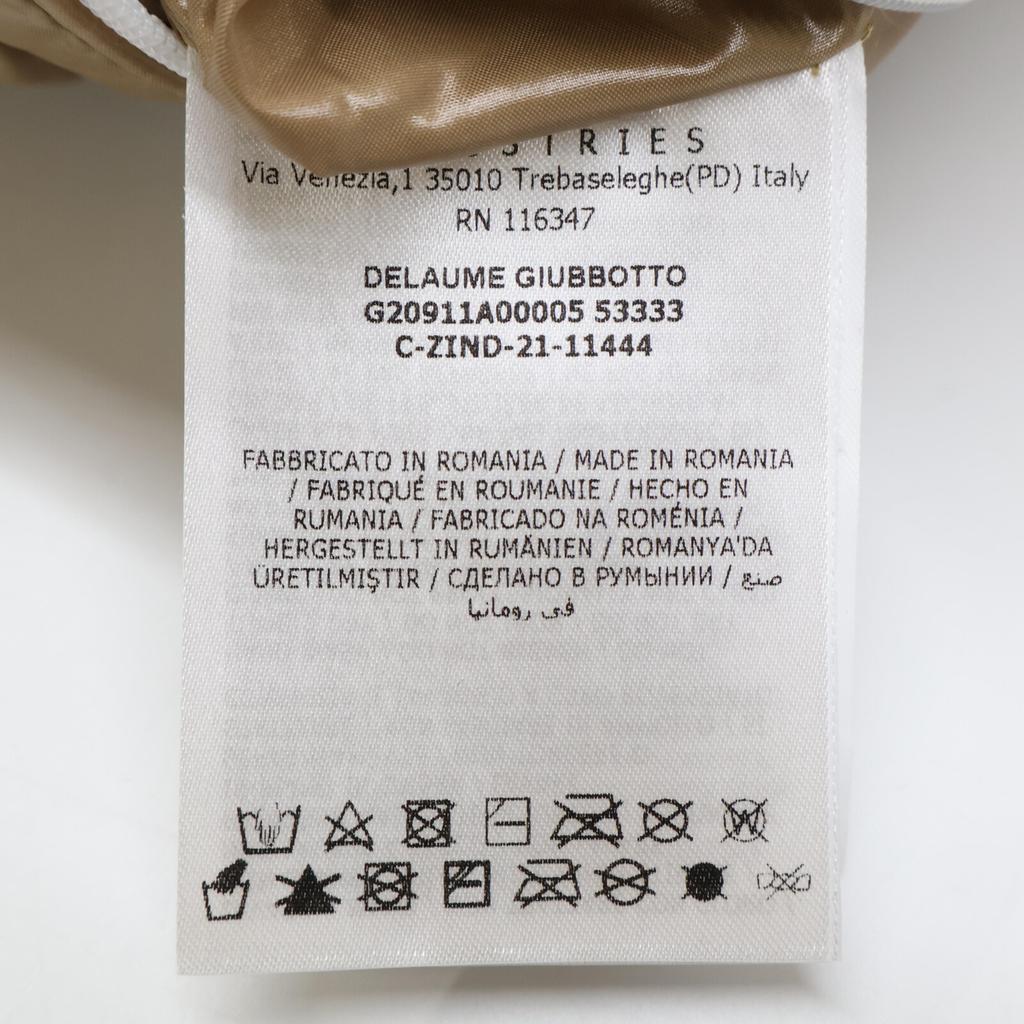 STRIES
Via Venezia,1 35010 Trebaseleghe(PD) Italy
RN 116347
DELAUME GIUBBOTTO
G20911A00005 53333
C-ZIND-21-11444
FABBRICATO IN ROMANIA / MADE IN ROMANIA
/ FABRIQUÉ EN ROUMANIE / HECHO EN
RUMANIA / FABRICADO NA ROMÉNIA /
HERGESTELLT IN RUMÄNIEN / ROMANYA'DA
ÜRETILMIŞTIR / СДЕЛАНО В РУМЫНИИ / صنع
في رومانيا